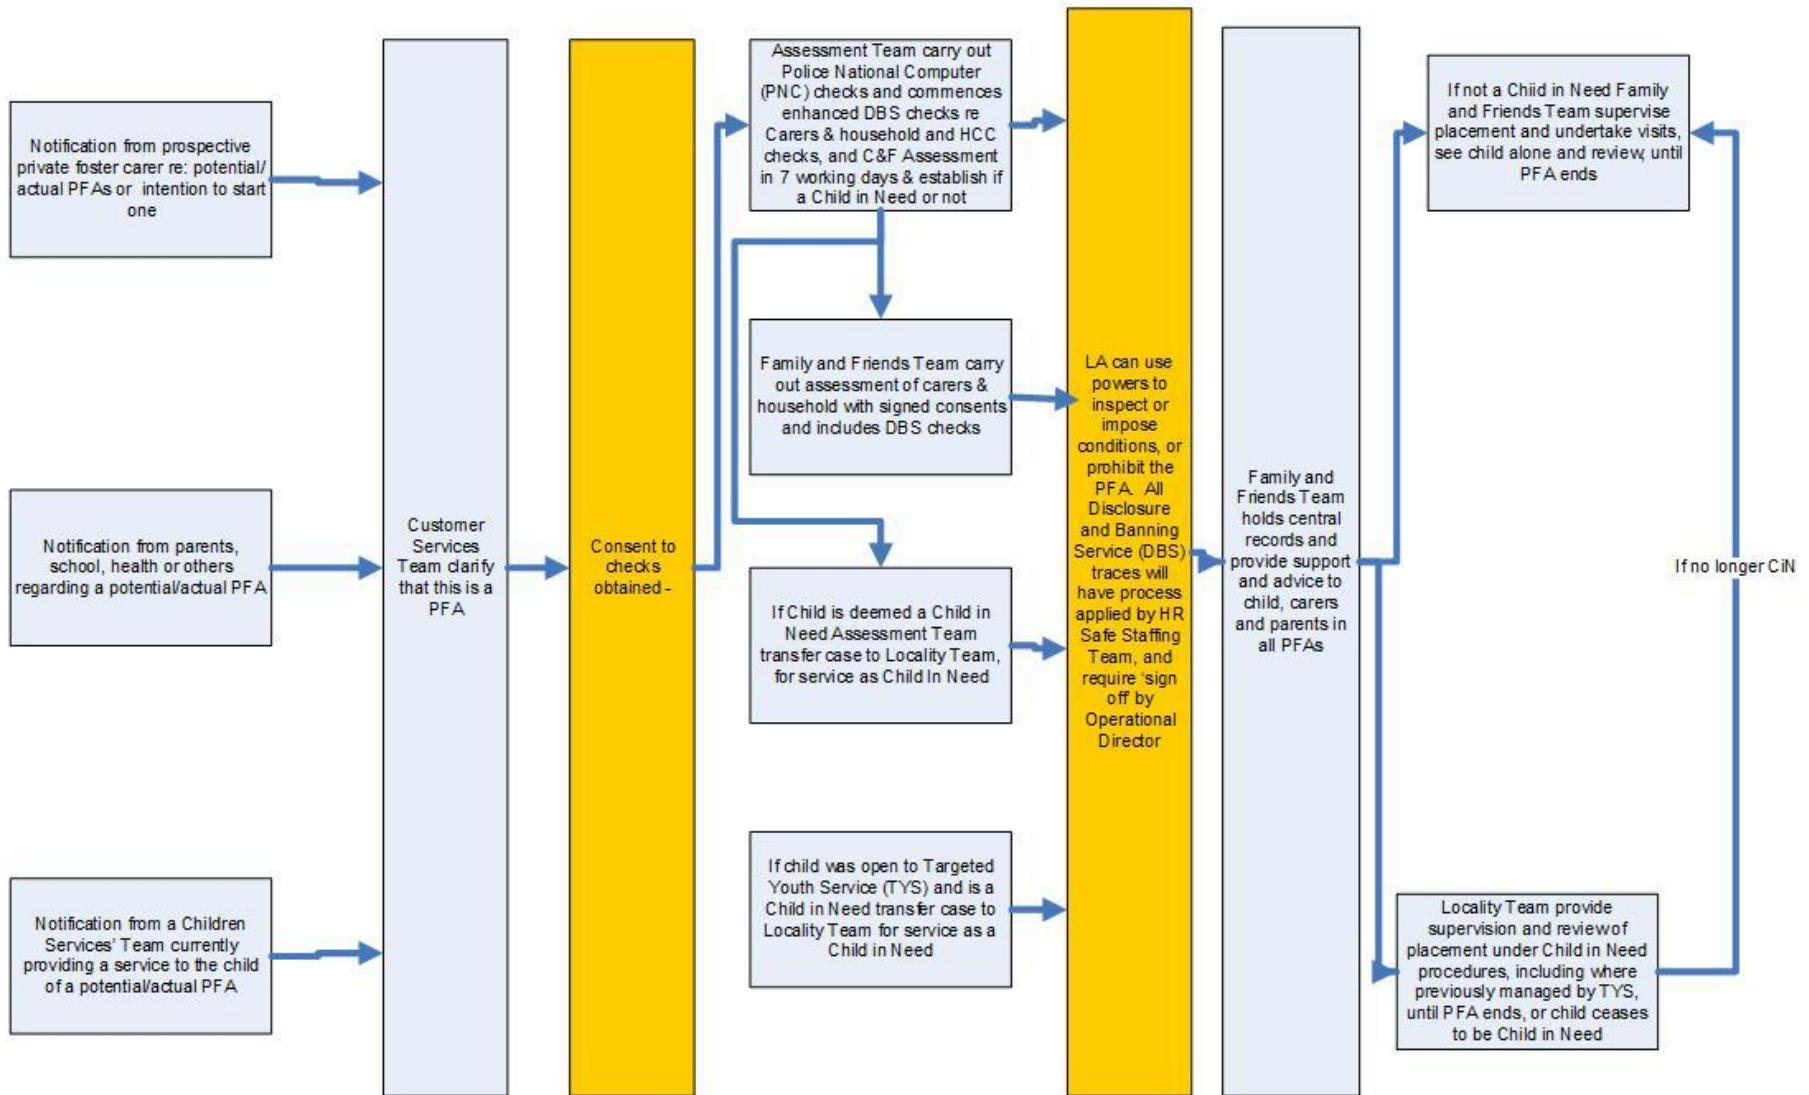 Notification from prospective
private foster carer re: potential/
actual PFAs or intention to start
one
Notification from parents,
school, health or others
regarding a potential/actual PFA
Notification from a Children
Services' Team currently
providing a service to the child
of a potential/actual PFA
Customer
Services
Team clarify
that this is a
PFA
Consent to
checks
obtained -
Assessment Team carry out
Police National Computer
(PNC) checks and commences
enhanced DBS checks re
Carers & household and HCC
checks, and C&F Assessment
in 7 working days & establish if
a Child in Need or not
Family and Friends Team carry
out assessment of carers &
household with signed consents
and includes DBS checks
If Child is deemed a Child in
Need Assessment Team
transfer case to Locality Team,
for service as Child In Need
If child was open to Targeted
Youth Service (TYS) and is a
Child in Need transfer case to
Locality Team for service as a
Child in Need
LA can use
powers to
inspect or
impose
conditions, or
prohibit the
PFA. All
Disclosure
and Banning
Service (DBS)
traces will
have process
applied by HR
Safe Staffing
Team, and
require 'sign
off' by
Operational
Director
Family and
Friends Team
holds central
records and
provide support
and advice to
child, carers
and parents in
all PFAs
If not a Chiid in Need Family
and Friends Team supervise
placement and undertake visits,
see child alone and review, until
PFA ends
If no longer CiN
Locality Team provide
supervision and review of
placement under Child in Need
procedures, including where
previously managed by TYS,
until PFA ends, or child ceases
to be Child in Need